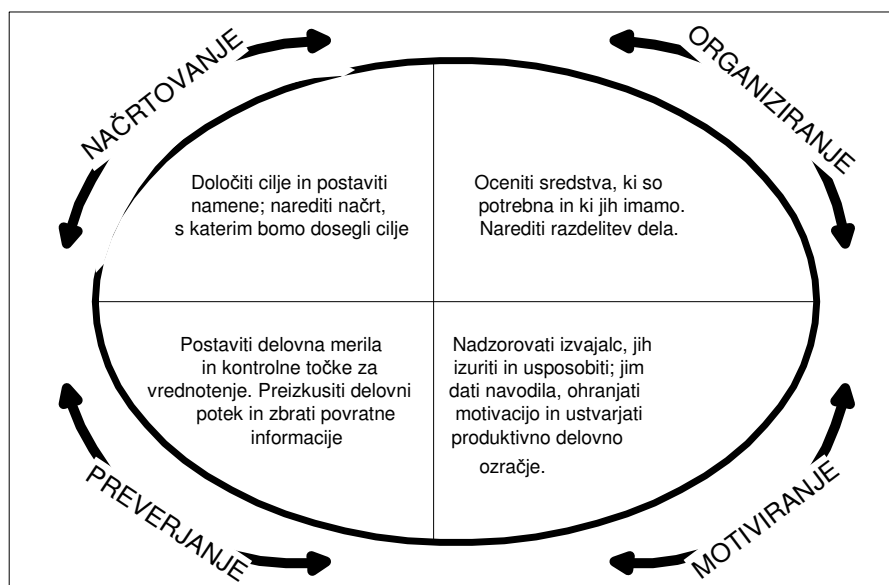 NAČRTOVANJE
ORGANIZIRANJE
Določiti cilje in postaviti
namene; narediti načrt,
s katerim bomo dosegli cilje
Oceniti sredstva, ki so
potrebna in ki jih imamo.
Narediti razdelitev dela.
Postaviti delovna merila
in kontrolne točke za
vrednotenje. Preizkusiti delovni
potek in zbrati povratne
informacije
Nadzorovati izvajalc, jih
izuriti in usposobiti; jim
dati navodila, ohranjati
motivacijo in ustvarjati
produktivno delovno
ozračje.
PREVERJANJE
MOTIVIRANJE